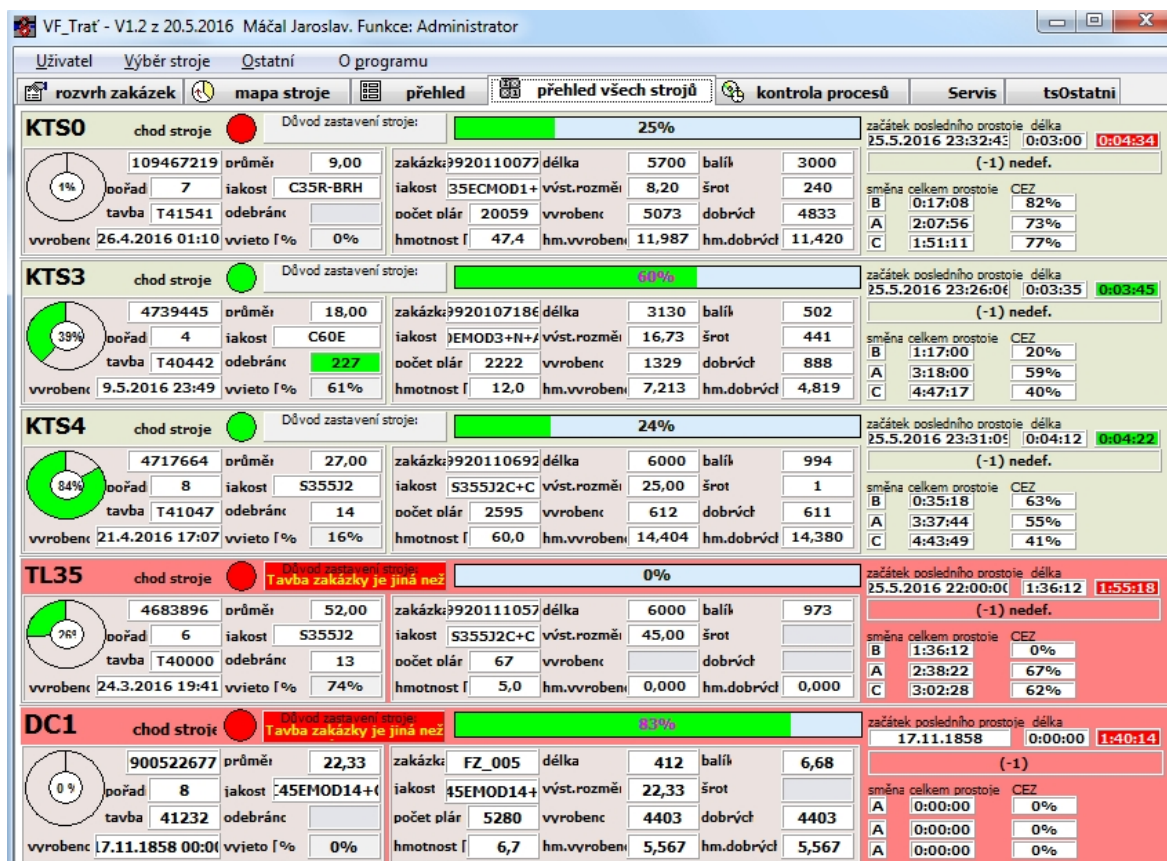 VF_Trať - V1.2 z 20.5.2016 Máčal Jaroslav. Funkce: Administrator
Uživatel Výběr stroje Ostatní O programu
rozvrh zakázek mapa stroje přehled přehled všech strojů kontrola procesů Servis tsOstatni
KTS0 chod stroje Důvod zastavení stroje: 25% začátek posledního prostoje délka
25.5.2016 23:32:43 0:03:00 0:04:34
109467219 průměr 9,00 zakázka 9920110077 délka 5700 balík 3000 (-1) nedef.
1% pořad 7 jakost C35R-BRH jakost 35ECMOD1+ výst.rozměr 8,20 šrot 240 směna celkem prostoje CEZ
B 0:17:08 82%
tavba T41541 odebráno počet plán 20059 vyrobeno 5073 dobrých 4833 A 2:07:56 73%
vyrobeno 26.4.2016 01:10 vyjeto [% 0% hmotnost [ 47,4 hm.vyroben 11,987 hm.dobrých 11,420 C 1:51:11 77%
KTS3 chod stroje Důvod zastavení stroje: 60% začátek posledního prostoje délka
25.5.2016 23:26:06 0:03:35 0:03:45
4739445 průměr 18,00 zakázka 9920107186 délka 3130 balík 502 (-1) nedef.
39% pořad 4 jakost C60E jakost EMOD3+N+A výst.rozměr 16,73 šrot 441 směna celkem prostoje CEZ
B 1:17:00 20%
tavba T40442 odebráno 227 počet plán 2222 vyrobeno 1329 dobrých 888 A 3:18:00 59%
vyrobeno 9.5.2016 23:49 vyjeto [% 61% hmotnost [ 12,0 hm.vyroben 7,213 hm.dobrých 4,819 C 4:47:17 40%
KTS4 chod stroje Důvod zastavení stroje: 24% začátek posledního prostoje délka
25.5.2016 23:31:09 0:04:12 0:04:22
4717664 průměr 27,00 zakázka 9920110692 délka 6000 balík 994 (-1) nedef.
84% pořad 8 jakost S355J2 jakost S355J2C+C výst.rozměr 25,00 šrot 1 směna celkem prostoje CEZ
B 0:35:18 63%
tavba T41047 odebráno 14 počet plán 2595 vyrobeno 612 dobrých 611 A 3:37:44 55%
vyrobeno 21.4.2016 17:07 vyjeto [% 16% hmotnost [ 60,0 hm.vyroben 14,404 hm.dobrých 14,380 C 4:43:49 41%
TL35 chod stroje Důvod zastavení stroje: 0% začátek posledního prostoje délka
Tavba zakázky je jiná než 25.5.2016 22:00:00 1:36:12 1:55:18
4683896 průměr 52,00 zakázka 9920111057 délka 6000 balík 973 (-1) nedef.
26% pořad 6 jakost S355J2 jakost S355J2C+C výst.rozměr 45,00 šrot směna celkem prostoje CEZ
B 1:36:12 0%
tavba T40000 odebráno 13 počet plán 67 vyrobeno dobrých A 2:38:22 67%
vyrobeno 24.3.2016 19:41 vyjeto [% 74% hmotnost [ 5,0 hm.vyroben 0,000 hm.dobrých 0,000 C 3:02:28 62%
DC1 chod stroje Důvod zastavení stroje: 83% začátek posledního prostoje délka
Tavba zakázky je jiná než 17.11.1858 0:00:00 1:40:14
900522677 průměr 22,33 zakázka FZ_005 délka 412 balík 6,68 (-1)
0 % pořad 8 jakost C45EMOD14+C jakost 45EMOD14+ výst.rozměr 22,33 šrot směna celkem prostoje CEZ
A 0:00:00 0%
tavba 41232 odebráno počet plán 5280 vyrobeno 4403 dobrých 4403 A 0:00:00 0%
vyrobeno 17.11.1858 00:00 vyjeto [% 0% hmotnost [ 6,7 hm.vyroben 5,567 hm.dobrých 5,567 A 0:00:00 0%